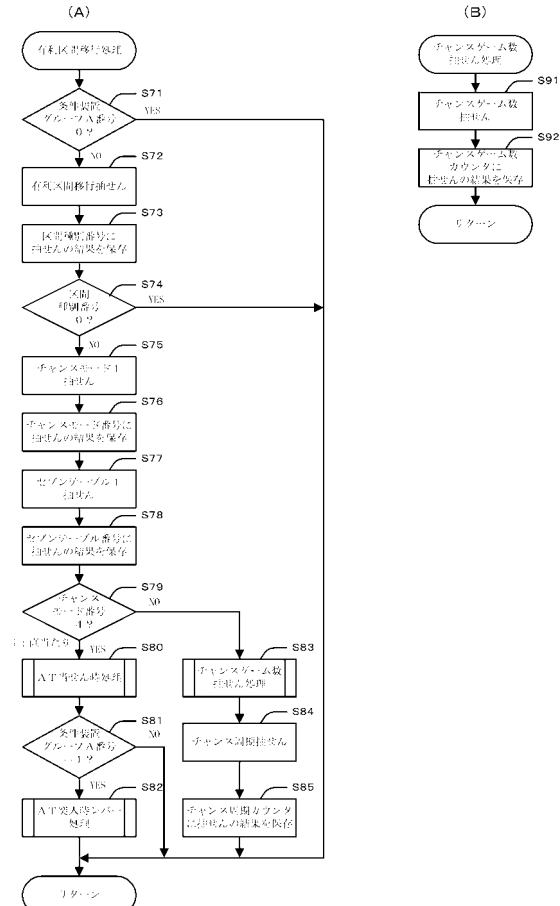 (A)
有利区間移行処理
S71
条件装置
グループA番号
0?
YES
NO
S72
有利区間移行抽せん
S73
区間種別番号に
抽せんの結果を保存
S74
区間
種別番号
0?
YES
NO
S75
チャンスモード1
抽せん
S76
チャンスモード番号に
抽せんの結果を保存
S77
セブンテーブル1
抽せん
S78
セブンテーブル番号に
抽せんの結果を保存
S79
チャンス
モード番号
4?
NO
直当たり
YES
S80
AT当せん時処理
S81
条件装置
グループA番号
1?
NO
YES
S82
AT突入時レバー
処理
S83
チャンスゲーム数
抽せん処理
S84
チャンス周期抽せん
S85
チャンス周期カウンタ
に抽せんの結果を保存
リターン
(B)
チャンスゲーム数
抽せん処理
S91
チャンスゲーム数
抽せん
S92
チャンスゲーム数
カウンタに
抽せんの結果を保存
リターン